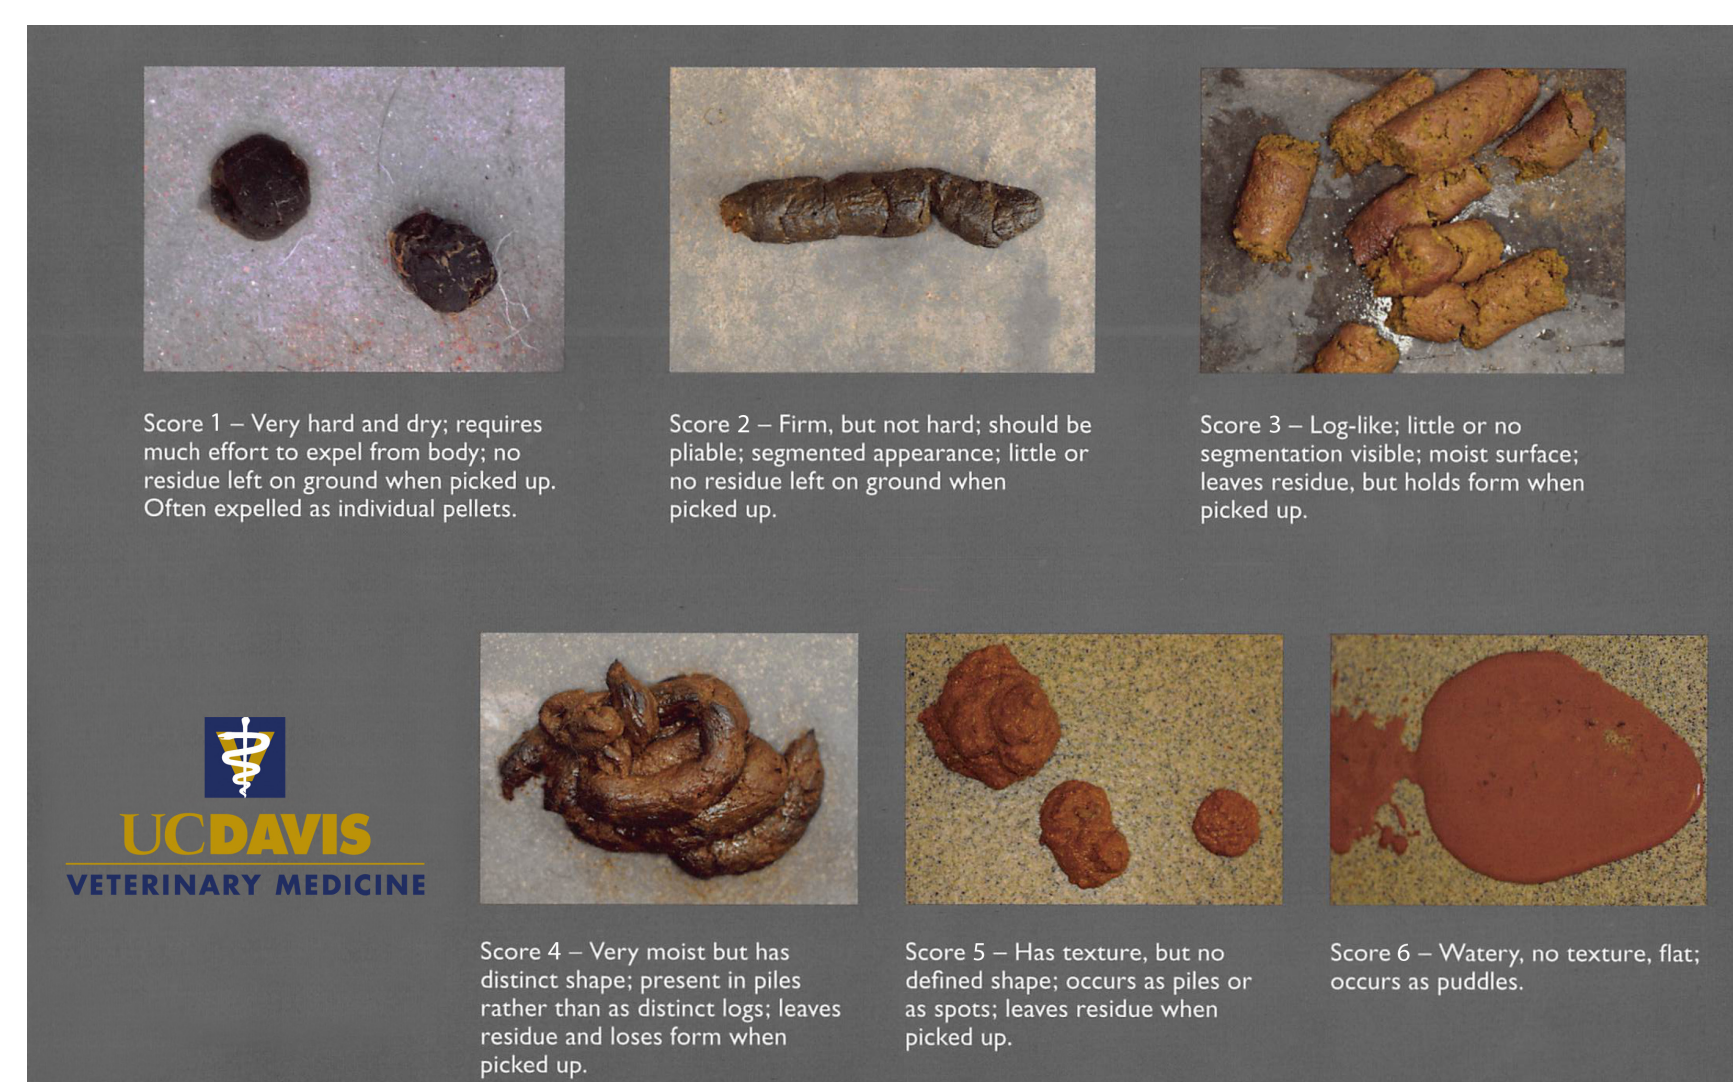 Score 1 – Very hard and dry; requires
much effort to expel from body; no
residue left on ground when picked up.
Often expelled as individual pellets.
Score 2 – Firm, but not hard; should be
pliable; segmented appearance; little or
no residue left on ground when
picked up.
Score 3 – Log-like; little or no
segmentation visible; moist surface;
leaves residue, but holds form when
picked up.
UCDAVIS
VETERINARY MEDICINE
Score 4 – Very moist but has
distinct shape; present in piles
rather than as distinct logs; leaves
residue and loses form when
picked up.
Score 5 – Has texture, but no
defined shape; occurs as piles or
as spots; leaves residue when
picked up.
Score 6 – Watery, no texture, flat;
occurs as puddles.